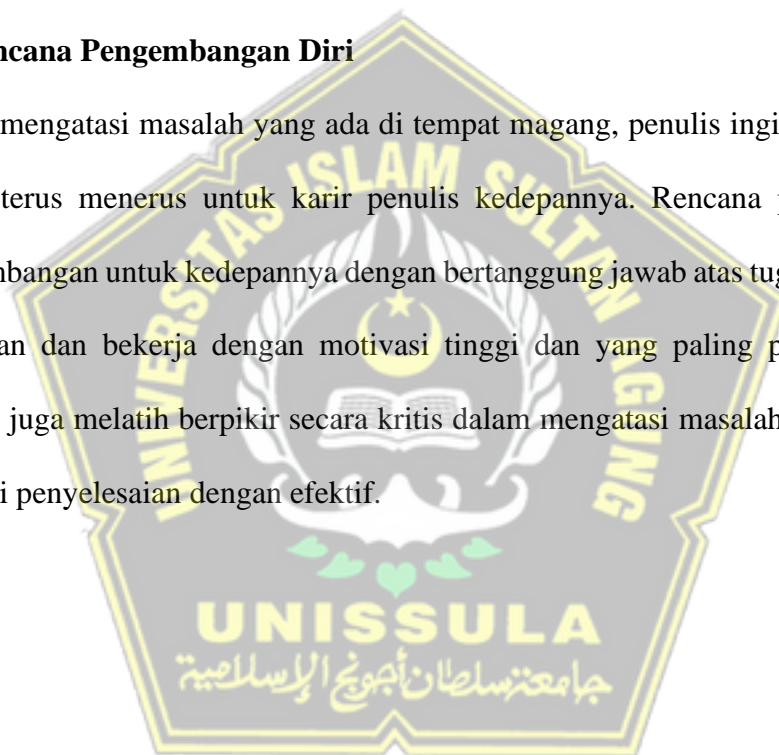 ncana Pengembangan Diri
mengatasi masalah yang ada di tempat magang, penulis ingi
terus menerus untuk karir penulis kedepannya. Rencana p
mbangan untuk kedepannya dengan bertanggung jawab atas tug
an dan bekerja dengan motivasi tinggi dan yang paling p
juga melatih berpikir secara kritis dalam mengatasi masalah
i penyelesaian dengan efektif.
UNIVERSITAS ISLAM SULTAN AGUNG
UNISSULA
جامعة سلطان أجونج الإسلامية